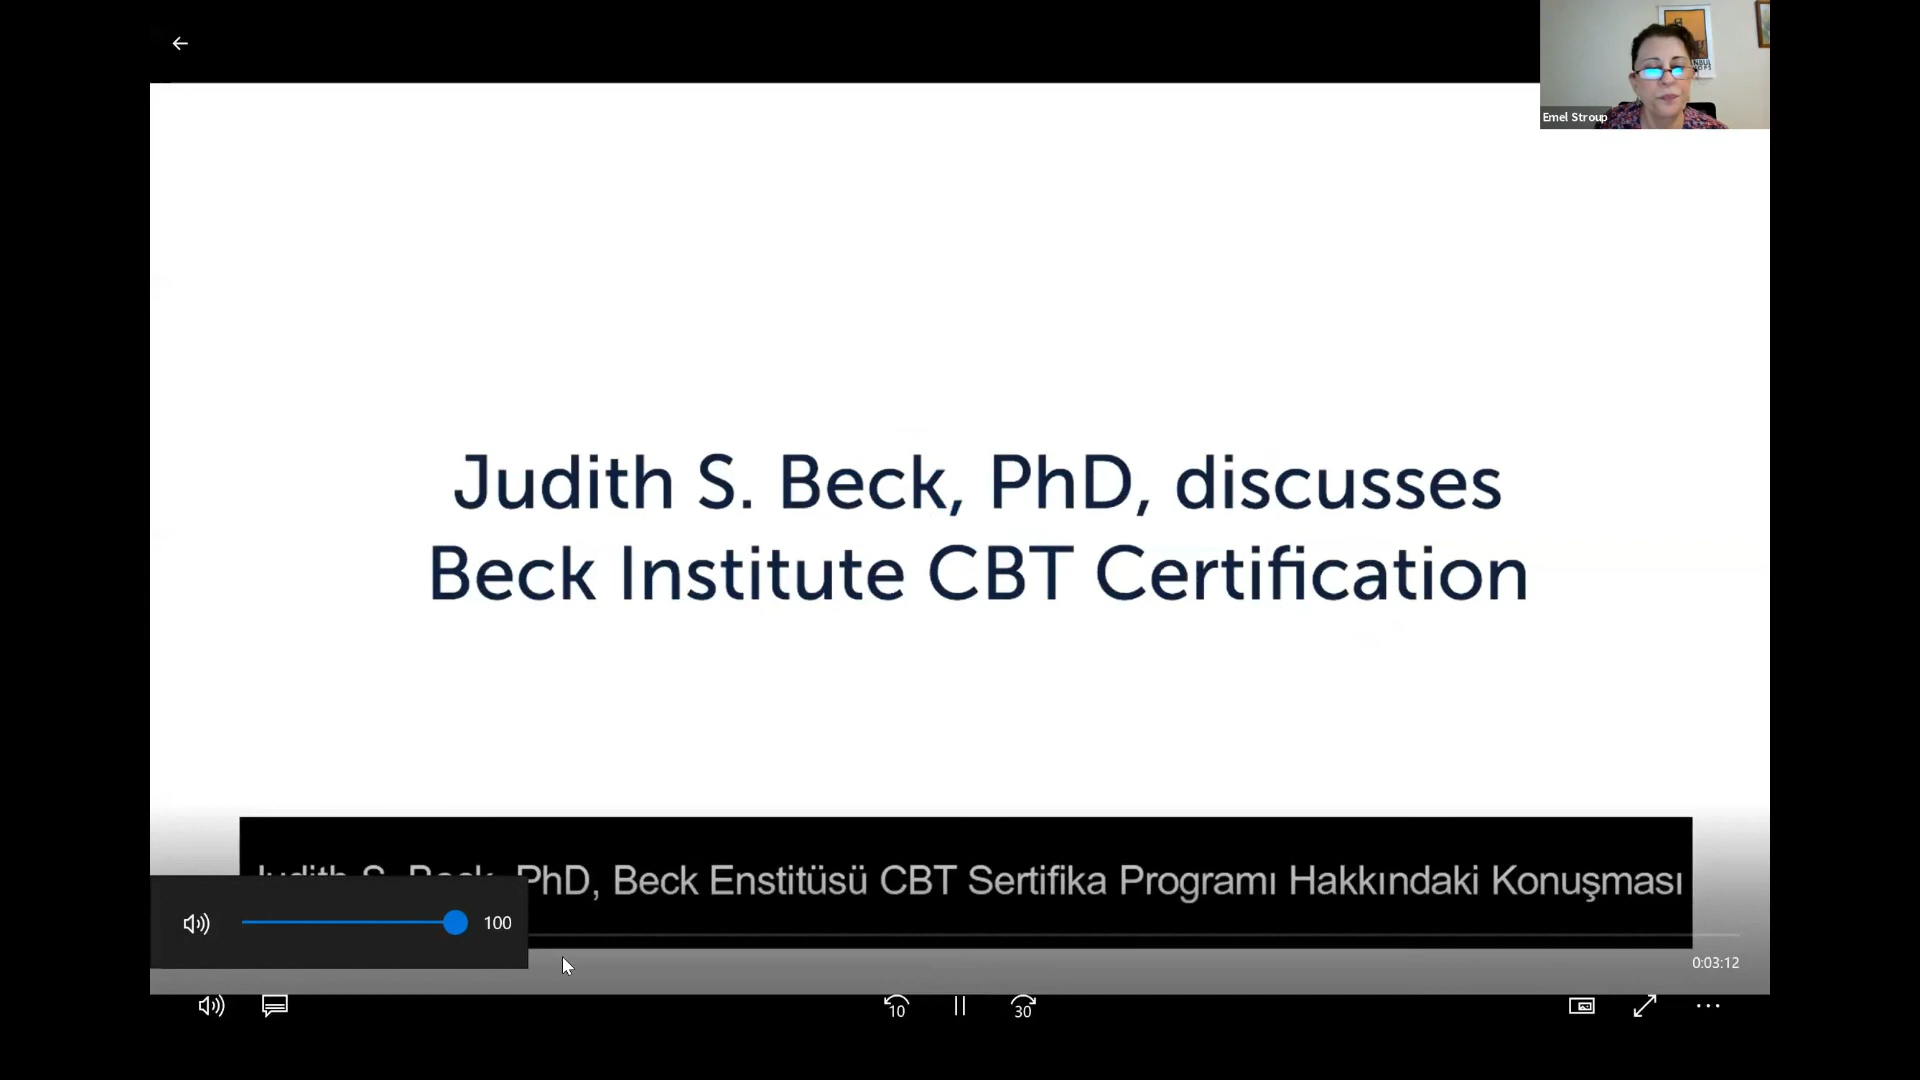 Emel Stroup
Judith S. Beck, PhD, discusses
Beck Institute CBT Certification
PhD, Beck Enstitüsü CBT Sertifika Programı Hakkındaki Konuşması
100
0:03:12
10
30